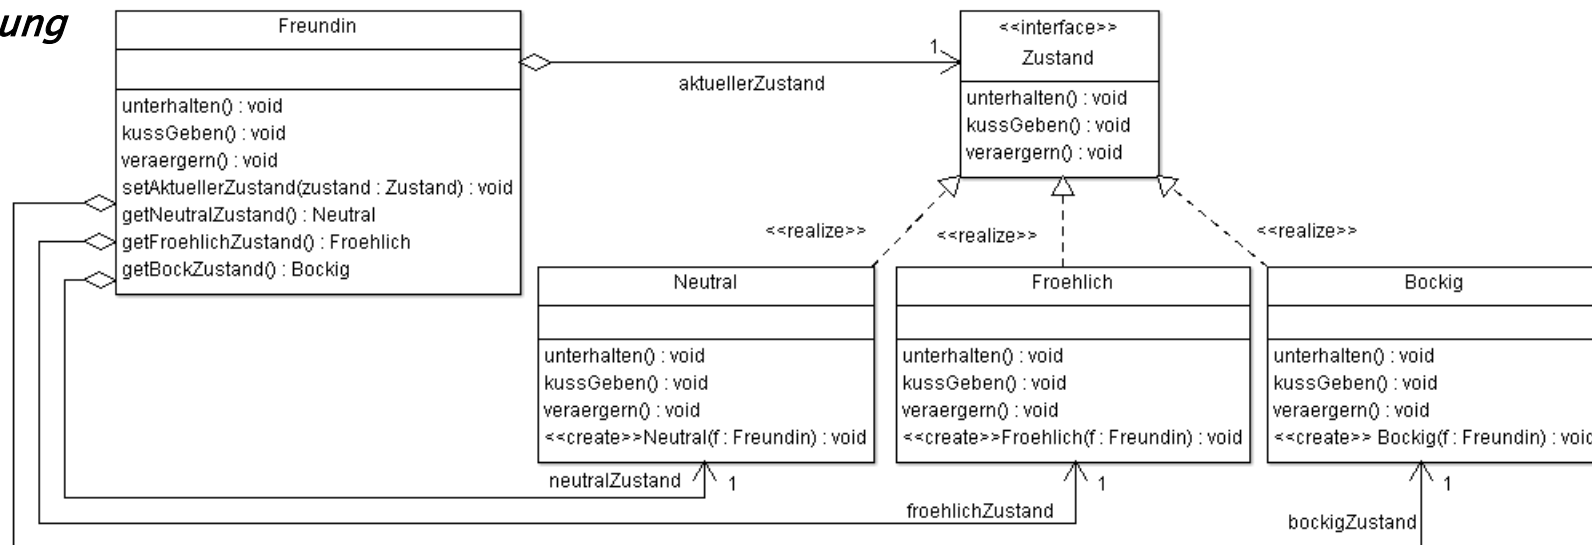 ung
Freundin
unterhalten() : void
kussGeben() : void
veraergern() : void
setAktuellerZustand(zustand : Zustand) : void
getNeutralZustand() : Neutral
getFroehlichZustand() : Froehlich
getBockZustand() : Bockig
1
aktuellerZustand
<<interface>>
Zustand
unterhalten() : void
kussGeben() : void
veraergern() : void
<<realize>>
<<realize>>
<<realize>>
Neutral
unterhalten() : void
kussGeben() : void
veraergern() : void
<<create>>Neutral(f : Freundin) : void
Froehlich
unterhalten() : void
kussGeben() : void
veraergern() : void
<<create>>Froehlich(f : Freundin) : void
Bockig
unterhalten() : void
kussGeben() : void
veraergern() : void
<<create>> Bockig(f : Freundin) : void
neutralZustand
1
froehlichZustand
1
bockigZustand
1